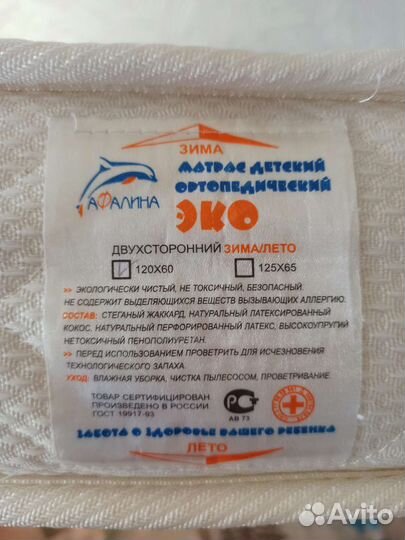 ЗИМА
МАТРАС ДЕТСКИЙ
ОРТОПЕДИЧЕСКИЙ
АФАЛИНА
ЭКО
ДВУХСТОРОННИЙ ЗИМА/ЛЕТО
120X60 125X65
>> ЭКОЛОГИЧЕСКИ ЧИСТЫЙ, НЕ ТОКСИЧНЫЙ, БЕЗОПАСНЫЙ.
НЕ СОДЕРЖИТ ВЫДЕЛЯЮЩИХСЯ ВЕЩЕСТВ ВЫЗЫВАЮЩИХ АЛЛЕРГИЮ.
СОСТАВ: СТЕГАНЫЙ ЖАККАРД, НАТУРАЛЬНЫЙ ЛАТЕКСИРОВАННЫЙ
КОКОС, НАТУРАЛЬНЫЙ ПЕРФОРИРОВАННЫЙ ЛАТЕКС, ВЫСОКОУПРУГИЙ
НЕТОКСИЧНЫЙ ПЕНОПОЛИУРЕТАН.
>> ПЕРЕД ИСПОЛЬЗОВАНИЕМ ПРОВЕТРИТЬ ДЛЯ ИСЧЕЗНОВЕНИЯ
ТЕХНОЛОГИЧЕСКОГО ЗАПАХА.
УХОД: ВЛАЖНАЯ УБОРКА, ЧИСТКА ПЫЛЕСОСОМ, ПРОВЕТРИВАНИЕ.
ТОВАР СЕРТИФИЦИРОВАН
ПРОИЗВЕДЕНО В РОССИИ
ГОСТ 19917-93
АВ 73
ЗАБОТА О ЗДОРОВЬЕ ВАШЕГО РЕБЕНКА
ЛЕТО
Avito